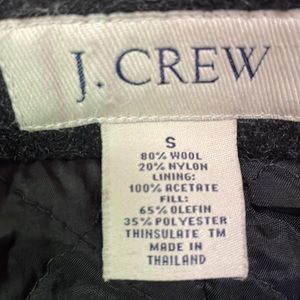 J. CREW
S
80% WOOL
20% NYLON
LINING:
100% ACETATE
FILL:
65% OLEFIN
35% POLYESTER
THINSULATE TM
MADE IN
THAILAND